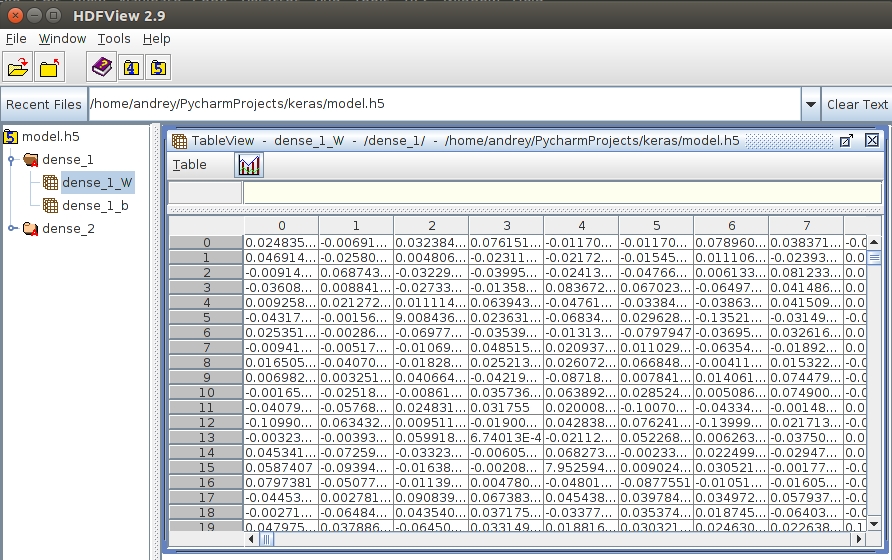 HDFView 2.9
File Window Tools Help
4 5
Recent Files /home/andrey/PycharmProjects/keras/model.h5 Clear Text
5 model.h5
dense_1
dense_1_W
dense_1_b
dense_2
TableView - dense_1_W - /dense_1/ - /home/andrey/PycharmProjects/keras/model.h5
Table
0 1 2 3 4 5 6 7
0 0.024835... -0.00691... 0.032384... 0.076151... -0.01170... -0.01170... 0.078960... 0.038371... -0.0
1 0.046914... -0.02580... 0.004806... -0.02311... -0.02172... -0.01545... 0.011106... -0.02393... 0.0
2 -0.00914... 0.068743... -0.03229... -0.03995... -0.02413... -0.04766... 0.006133... 0.081233... -0.0
3 -0.03608... 0.008841... -0.02733... -0.01358... 0.083672... 0.067023... -0.06497... 0.041486... 0.0
4 0.009258... 0.021272... 0.011114... 0.063943... -0.04761... -0.03384... -0.03863... 0.041509... 0.0
5 -0.04317... -0.00156... 9.008436... 0.023631... -0.06834... 0.029628... -0.13521... -0.03149... -0.0
6 0.025351... -0.00286... -0.06977... -0.03539... -0.01313... -0.0797947 -0.03695... 0.032616... 0.0
7 -0.00941... -0.00517... -0.01069... 0.048515... 0.020937... 0.011029... -0.06354... -0.01892... 0.0
8 0.016505... -0.04070... -0.01828... 0.025213... 0.026072... 0.066848... -0.00411... 0.015322... -0.0
9 0.006982... 0.003251... 0.040664... -0.04219... -0.08718... 0.007841... 0.014061... 0.074479... -0.0
10 -0.00165... -0.02518... -0.00861... 0.035736... 0.063892... 0.028524... 0.005086... 0.074900... -0.0
11 -0.04079... -0.05768... 0.024831... 0.031755 0.020008... -0.10070... -0.04334... -0.00148... 0.0
12 -0.10990... 0.063432... 0.009511... -0.01900... 0.042838... 0.076241... -0.13999... 0.021713... 0.0
13 -0.00323... -0.00393... 0.059918... 6.74013E-4 -0.02112... 0.052268... 0.006263... -0.03750... 0.0
14 0.045341... -0.07259... -0.03323... -0.00605... 0.068273... -0.00233... 0.022499... -0.02947... 0.0
15 0.0587407 -0.09394... -0.01638... -0.00208... 7.952594... 0.009024... 0.030521... -0.00177... -0.0
16 0.0797381 -0.05077... -0.01139... 0.004780... -0.04801... -0.0877551 -0.01051... -0.01605... -0.0
17 -0.04453... 0.002781... 0.090839... 0.067383... 0.045438... 0.039784... 0.034972... 0.057937... -0.0
18 -0.00271... -0.06484... 0.043540... 0.037175... -0.03377... 0.035374... 0.018745... -0.06403... -0.0
19 0.047975... 0.037886... -0.06450... 0.033149... 0.018816... 0.030321... 0.024630... 0.022638... 0.1